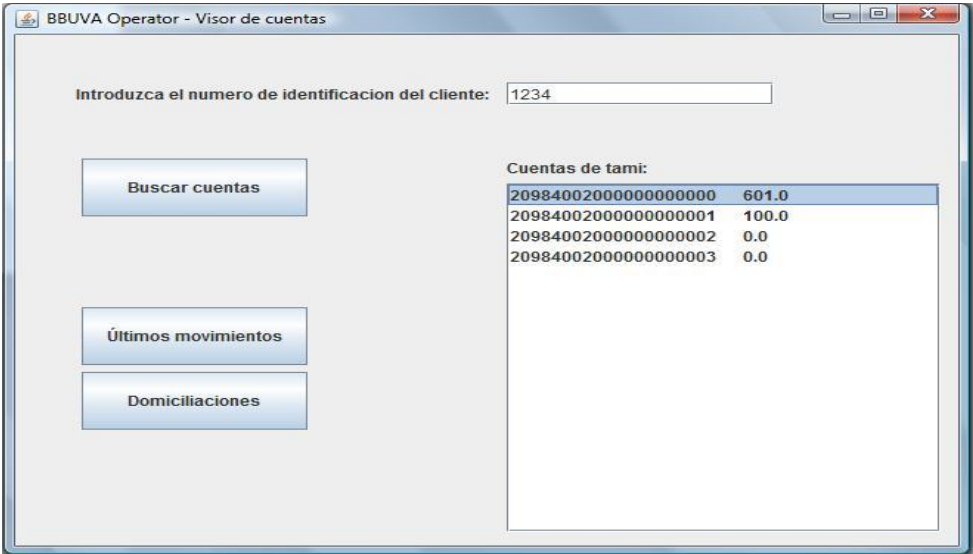 BBUVA Operator - Visor de cuentas
Introduzca el numero de identificacion del cliente: 1234
Buscar cuentas
Cuentas de tami:
20984002000000000000 601.0
20984002000000000001 100.0
20984002000000000002 0.0
20984002000000000003 0.0
Últimos movimientos
Domiciliaciones